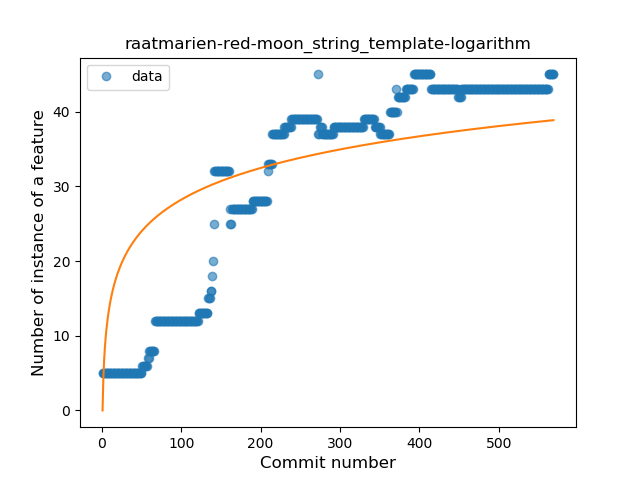 raatmarien-red-moon_string_template-logarithm
data
Number of instance of a feature
40
30
20
10
0
0 100 200 300 400 500
Commit number